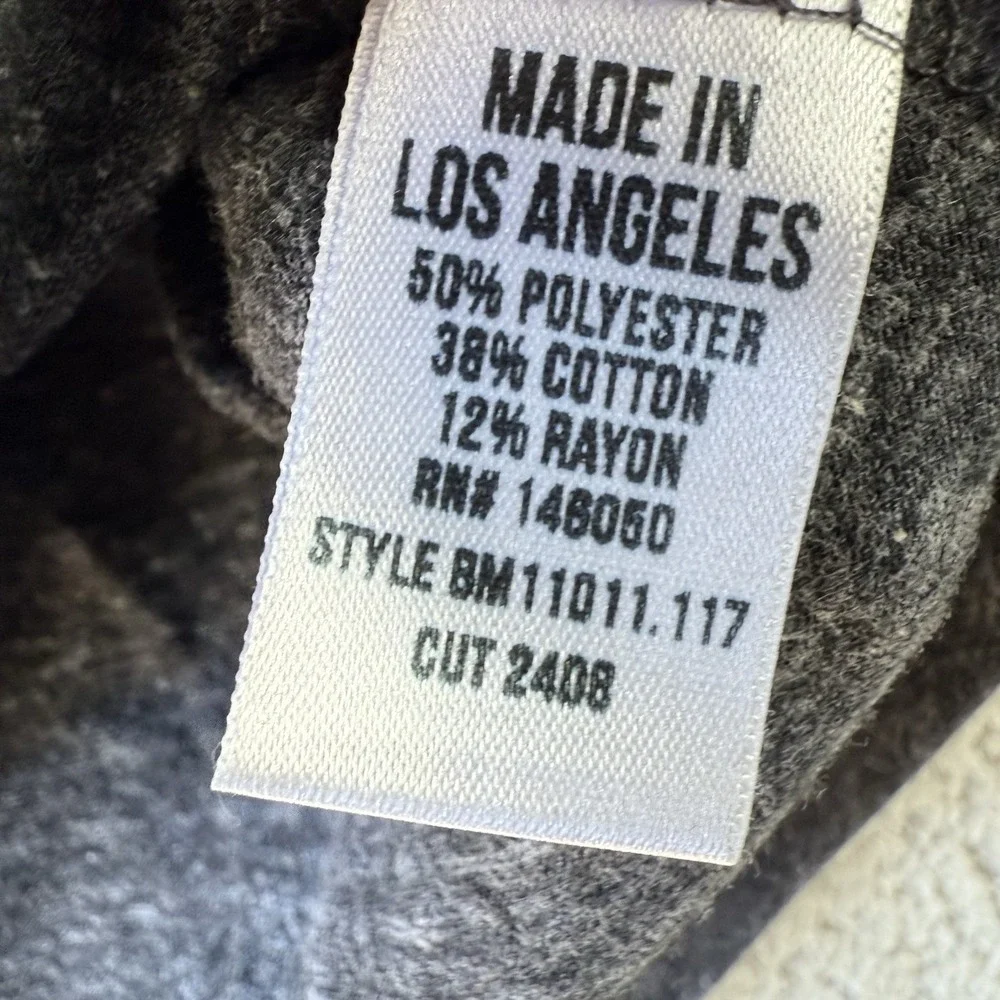 MADE IN
LOS ANGELES
50% POLYESTER
38% COTTON
12% RAYON
RN# 146050
STYLE BM11011.117
CUT 2408